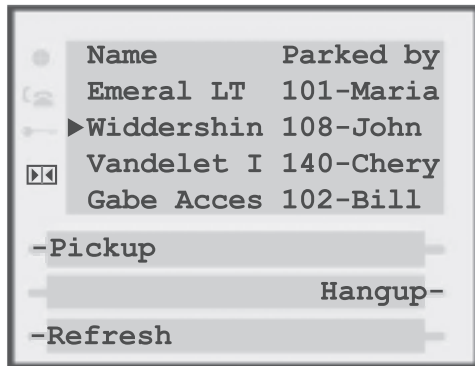 Name Parked by
Emeral LT 101-Maria
Widdershin 108-John
Vandelet I 140-Chery
Gabe Acces 102-Bill
-Pickup
Hangup-
-Refresh